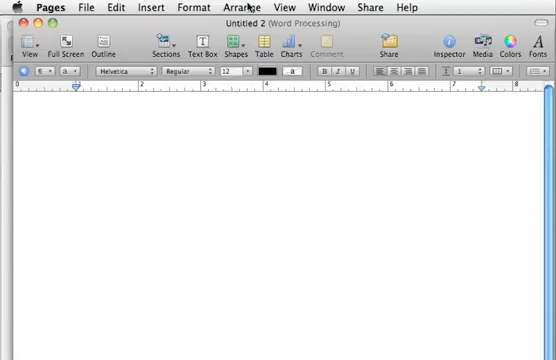 Pages File Edit Insert Format Arrange View Window Share Help
Untitled 2 (Word Processing)
View Full Screen Outline Sections Text Box Shapes Table Charts Comment Share Inspector Media Colors Fonts
¶ a Helvetica Regular 12 a B I U 1
0 2 3 4 5 6 7 8